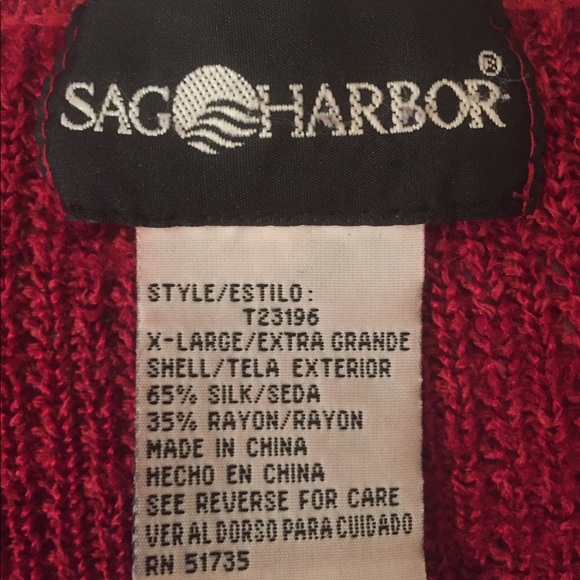 SAG HARBOR®
STYLE/ESTILO:
T23196
X-LARGE/EXTRA GRANDE
SHELL/TELA EXTERIOR
65% SILK/SEDA
35% RAYON/RAYON
MADE IN CHINA
HECHO EN CHINA
SEE REVERSE FOR CARE
VER AL DORSO PARA CUIDADO
RN 51735